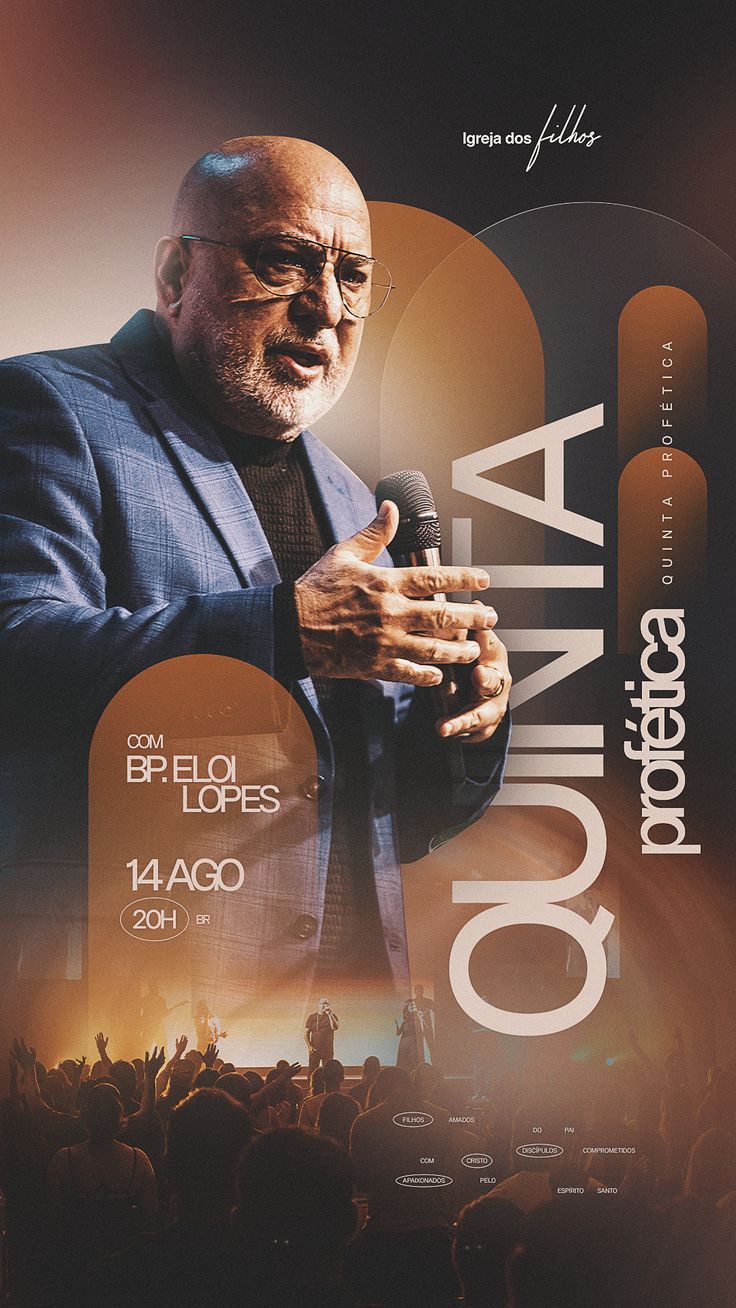 Igreja dos filhos
QUINTA
profética
QUINTA PROFÉTICA
COM
BP. ELOI
LOPES
14 AGO
20H BR
FILHOS AMADOS
DO PAI
DISCÍPULOS COMPROMETIDOS
COM CRISTO
APAIXONADOS PELO
ESPÍRITO SANTO